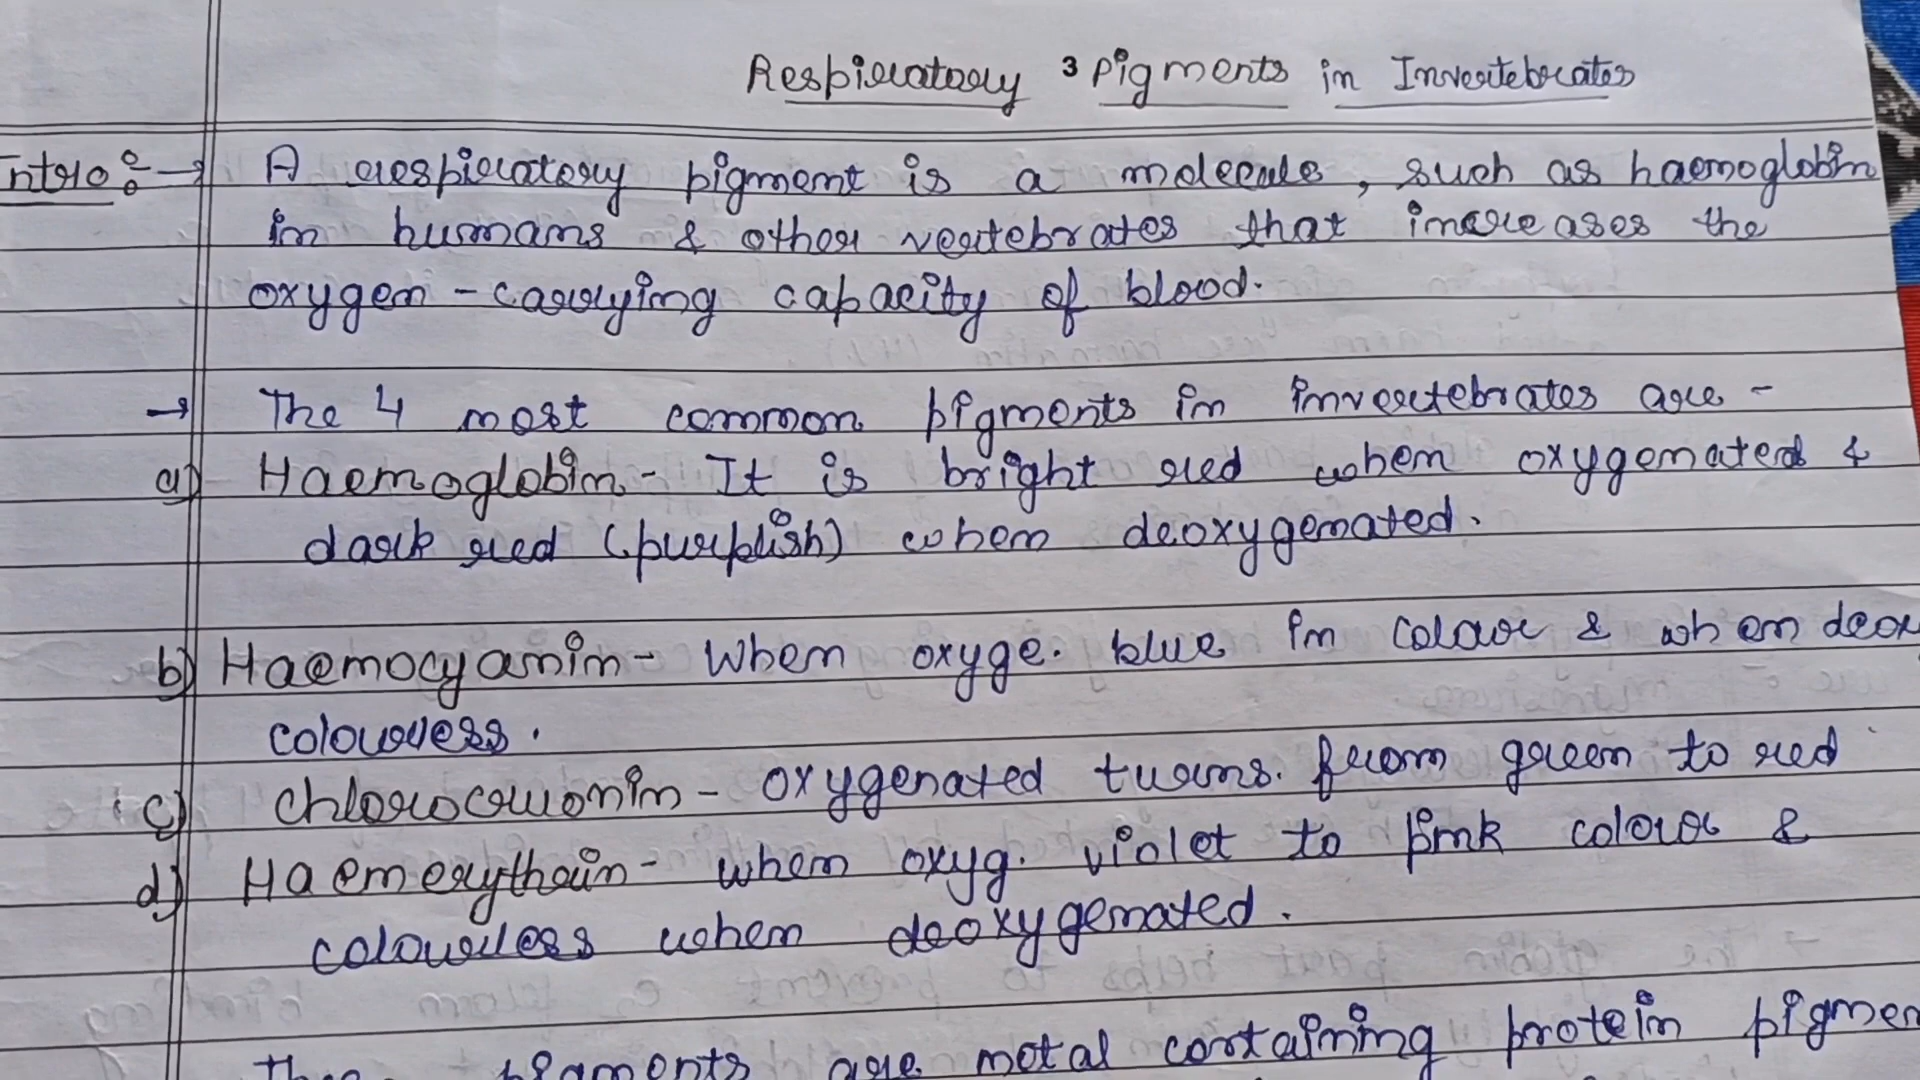 Respiratory 3 Pigments in Invertebrates
Intro :→ A respiratory pigment is a molecule, such as haemoglobin
in humans & other vertebrates that increases the
oxygen-carrying capacity of blood.
→ The 4 most common pigments in invertebrates are -
a) Haemoglobin - It is bright red when oxygenated &
dark red (purplish) when deoxygenated.
b) Haemocyanin - When oxyge. blue in colour & when deoxy
colourless.
c) Chlorocruonin - oxygenated turns. from green to red
d) Haemerythrin - when oxyg. violet to pink colour &
colourless when deoxygenated.
pigments are metal containing protein pigmen